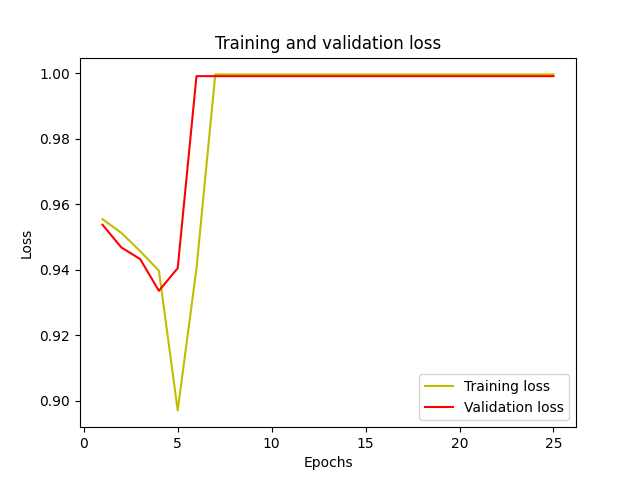 Training and validation loss
1.00
0.98
0.96
0.94
0.92
0.90
Loss
0
5
10
15
20
25
Epochs
Training loss
Validation loss